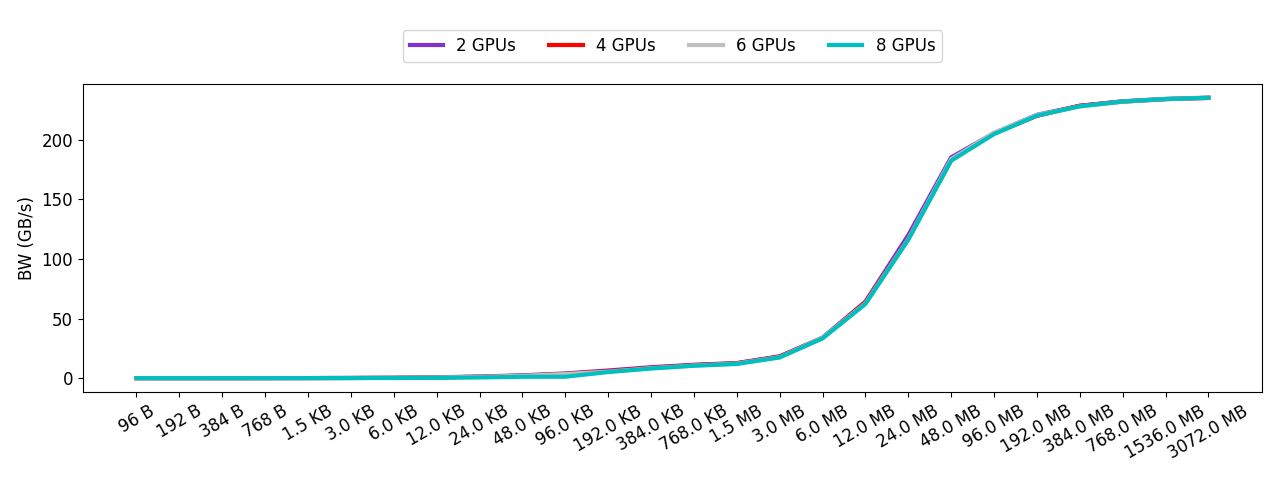 2 GPUs 4 GPUs 6 GPUs 8 GPUs
BW (GB/s)
200
150
100
50
0
96 B 192 B 384 B 768 B 1.5 KB 3.0 KB 6.0 KB 12.0 KB 24.0 KB 48.0 KB 96.0 KB 192.0 KB 384.0 KB 768.0 KB 1.5 MB 3.0 MB 6.0 MB 12.0 MB 24.0 MB 48.0 MB 96.0 MB 192.0 MB 384.0 MB 768.0 MB 1536.0 MB 3072.0 MB